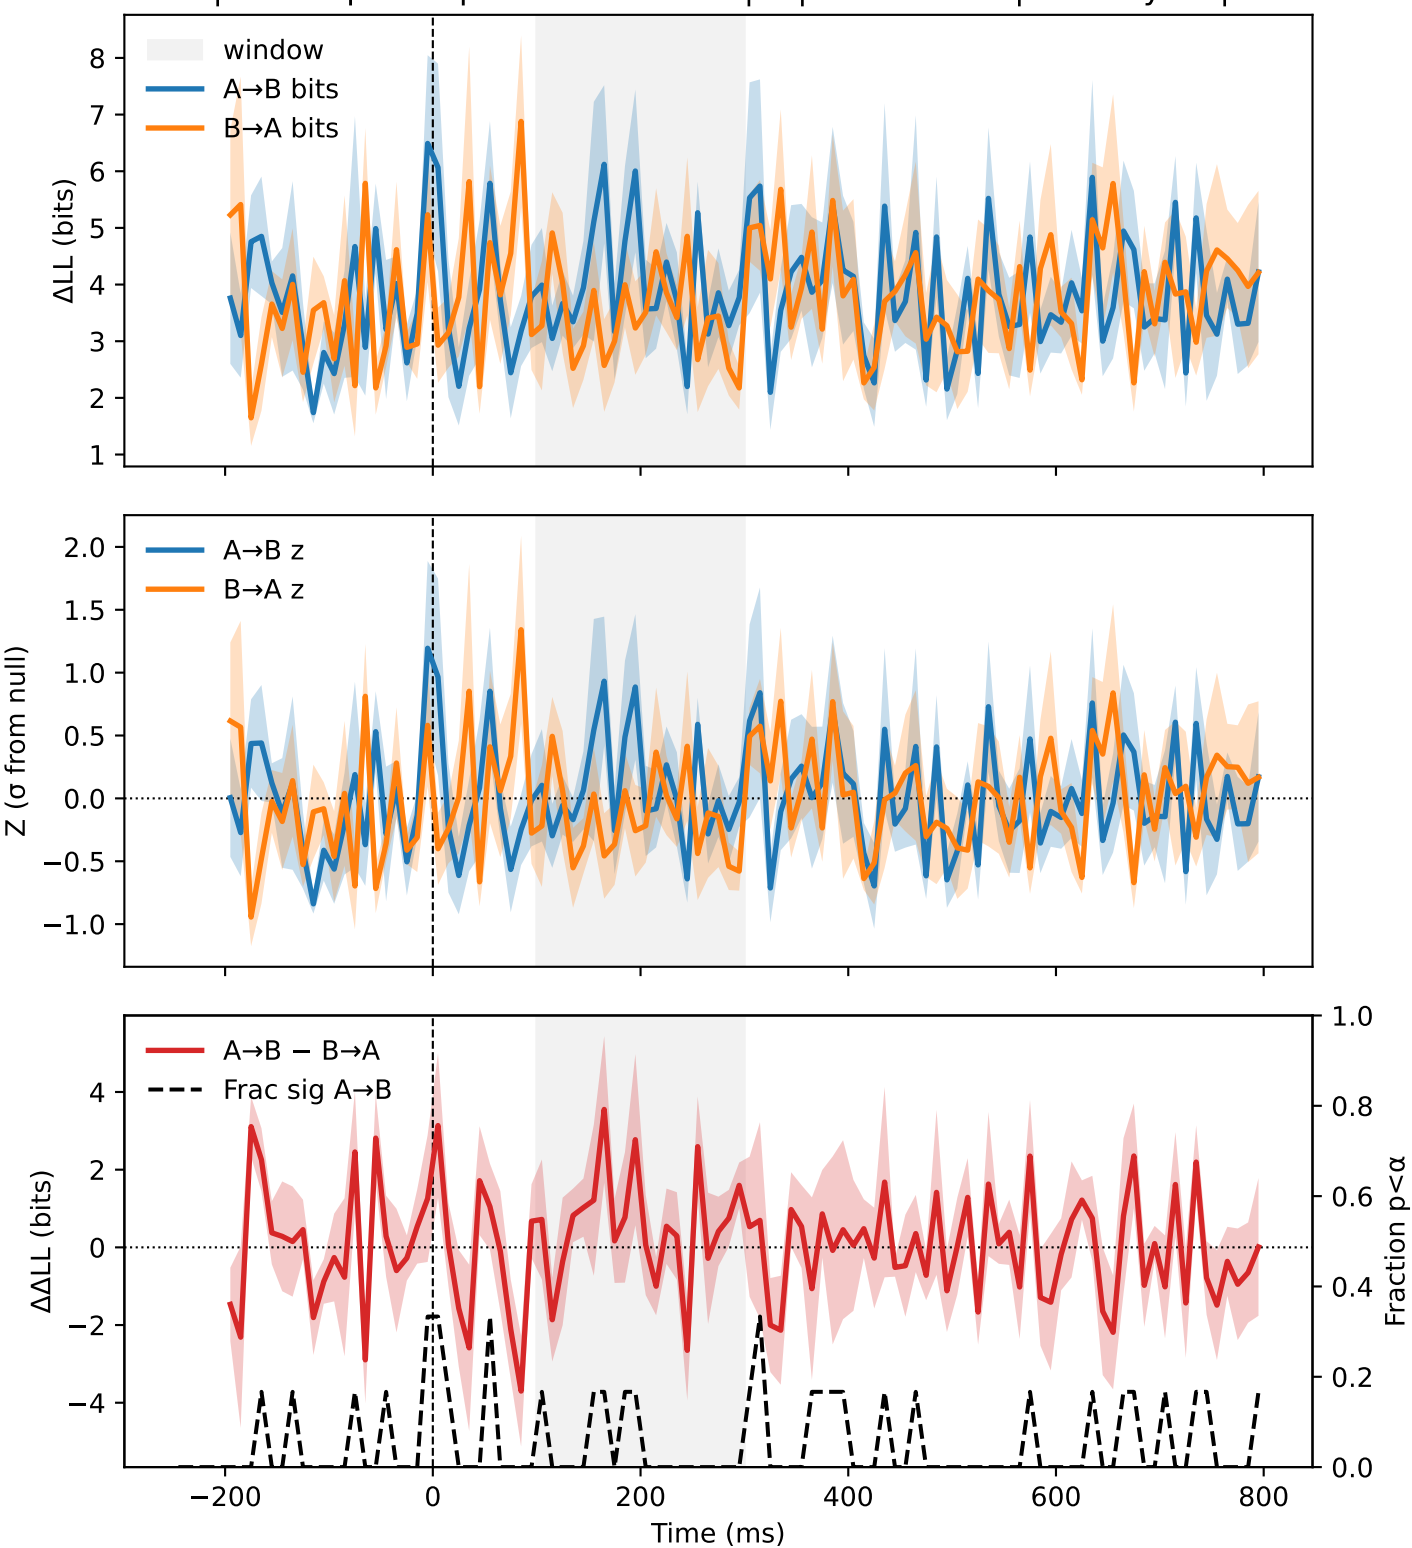 window
A→B bits
B→A bits
ΔLL (bits)
8
7
6
5
4
3
2
1
A→B z
B→A z
Z (σ from null)
2.0
1.5
1.0
0.5
0.0
−0.5
−1.0
A→B − B→A
Frac sig A→B
ΔΔLL (bits)
4
2
0
−2
−4
1.0
0.8
0.6
0.4
0.2
0.0
Fraction p<α
−200
0
200
400
600
800
Time (ms)